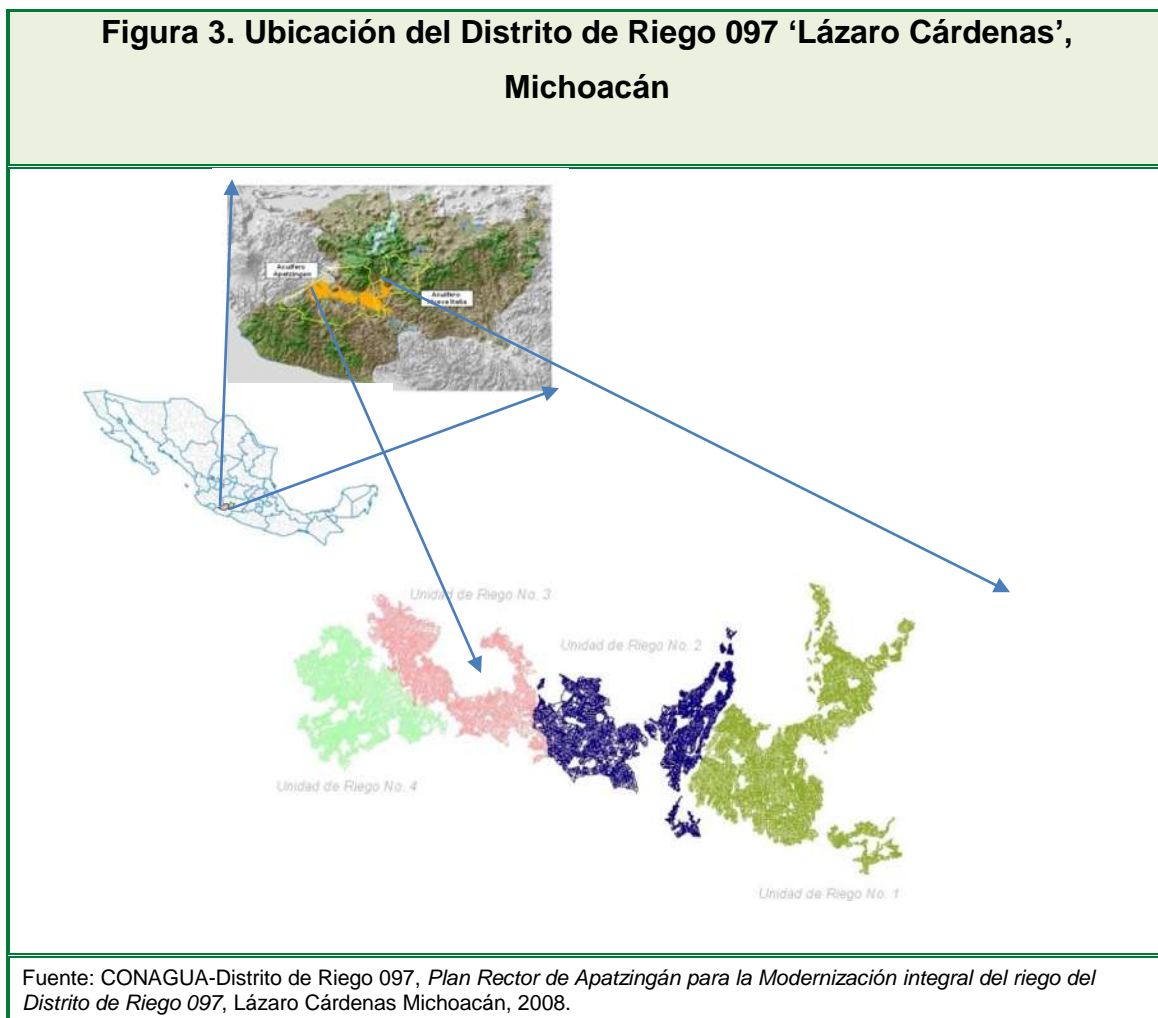 Figura 3. Ubicación del Distrito de Riego 097 ‘Lázaro Cárdenas’,
Michoacán
Acuífero
Apatzingan
Acuífero
Nueva Italia
Unidad de Riego No. 3
Unidad de Riego No. 2
Unidad de Riego No. 4
Unidad de Riego No. 1
Fuente: CONAGUA-Distrito de Riego 097, Plan Rector de Apatzingán para la Modernización integral del riego del
Distrito de Riego 097, Lázaro Cárdenas Michoacán, 2008.